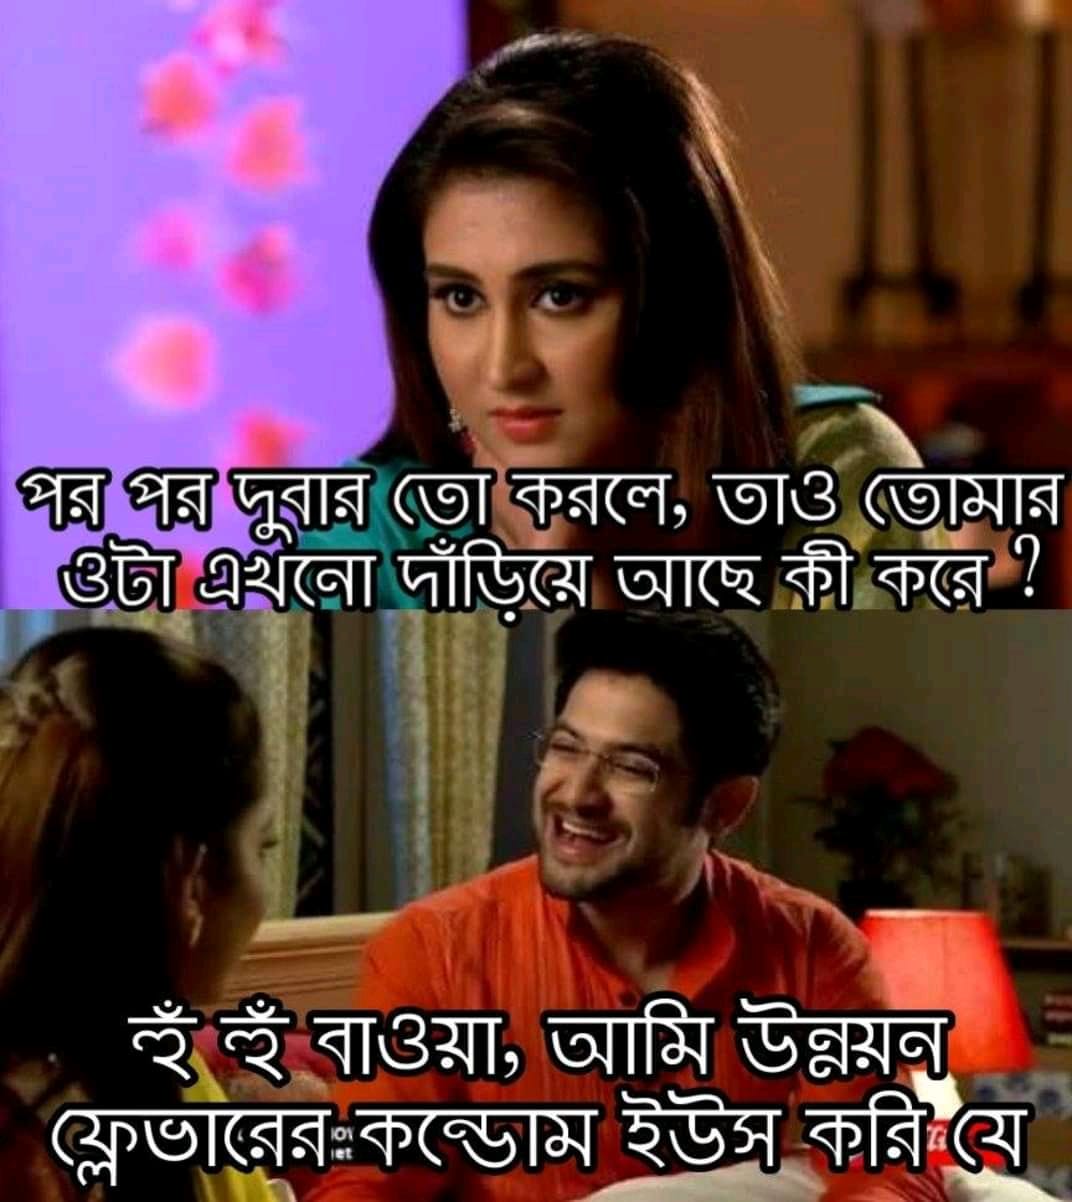 পর পর দুবার তো করলে, তাও তোমার
ওটা এখনো দাঁড়িয়ে আছে কী করে ?
হুঁ হুঁ বাওয়া, আমি উন্নয়ন
ফ্লেভারের কন্ডোম ইউস করি যে